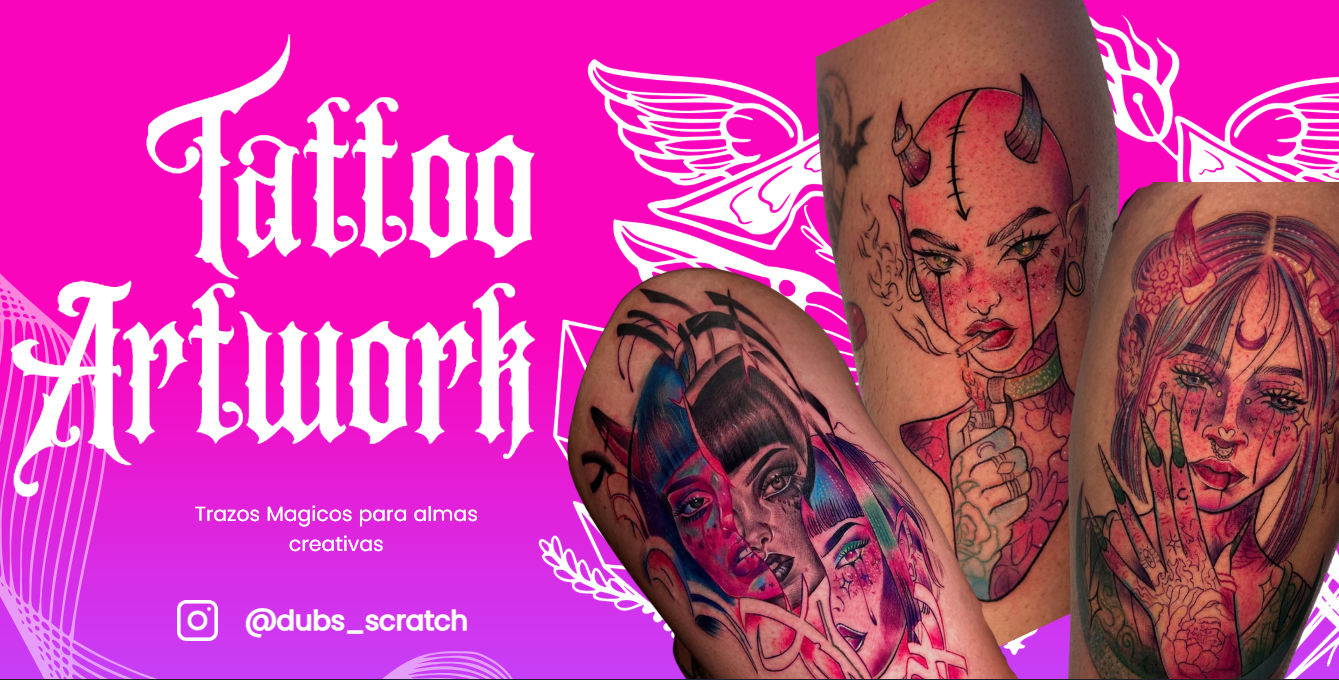 Tattoo
Artwork
Trazos Magicos para almas
creativas
@dubs_scratch